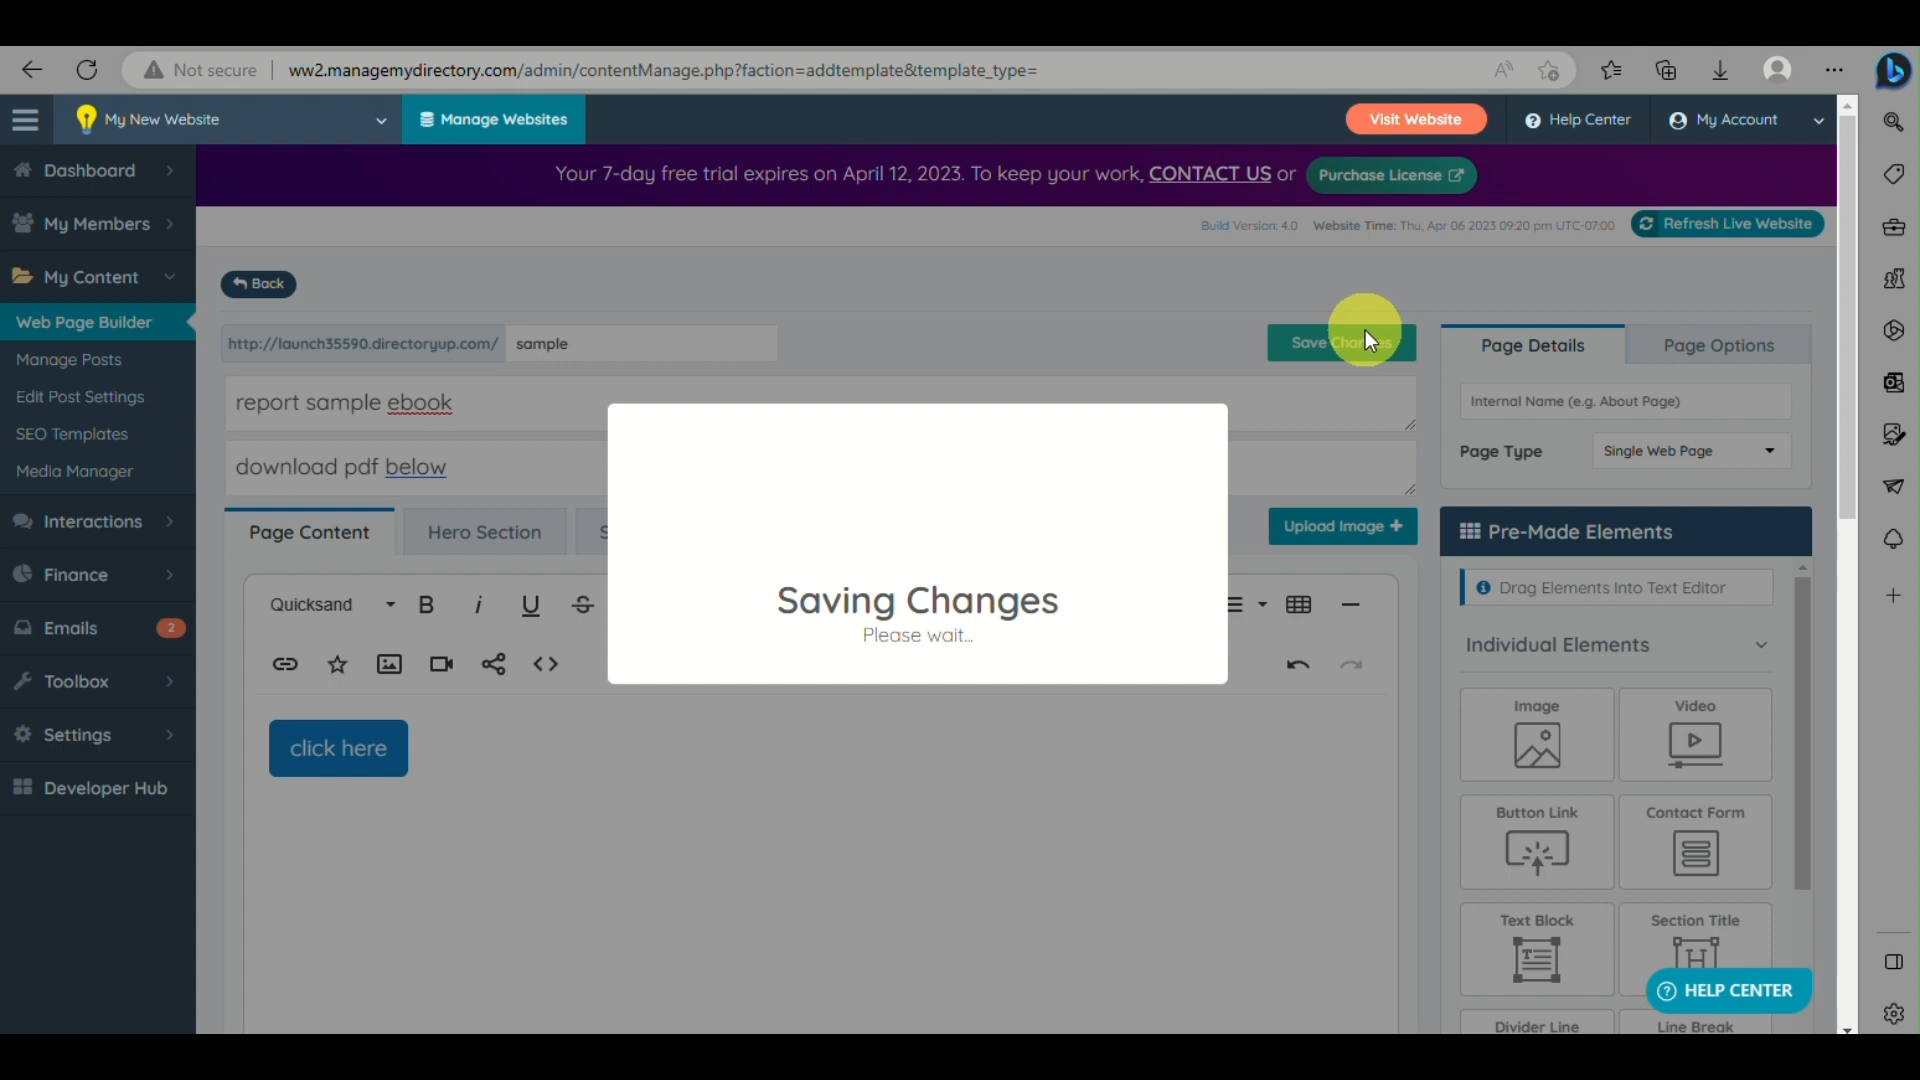 Not secure
ww2.managemydirectory.com/admin/contentManage.php?faction=addtemplate&template_type=
My New Website
Manage Websites
Visit Website
Help Center
My Account
Your 7-day free trial expires on April 12, 2023. To keep your work, CONTACT US or
Purchase License
Build Version: 4.0
Website Time: Thu, Apr 06 2023 09:20 pm UTC-07:00
Refresh Live Website
Dashboard
My Members
My Content
Web Page Builder
Manage Posts
Edit Post Settings
SEO Templates
Media Manager
Interactions
Finance
Emails
2
Toolbox
Settings
Developer Hub
Back
http://launch35590.directoryup.com/
sample
Save Changes
report sample ebook
download pdf below
Page Content
Hero Section
Upload Image
Quicksand
Saving Changes
Please wait...
click here
Page Details
Page Options
Internal Name (e.g. About Page)
Page Type
Single Web Page
Pre-Made Elements
Drag Elements Into Text Editor
Individual Elements
Image
Video
Button Link
Contact Form
Text Block
Section Title
HELP CENTER
Divider Line
Line Break